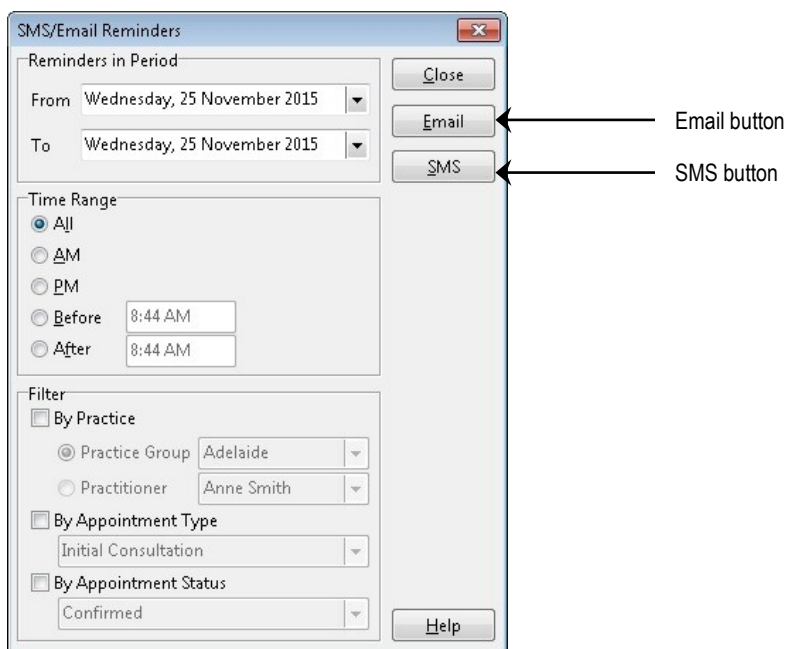 SMS/Email Reminders
Reminders in Period
From Wednesday, 25 November 2015
To Wednesday, 25 November 2015
Close
Email
SMS
Email button
SMS button
Time Range
All
AM
PM
Before 8:44 AM
After 8:44 AM
Filter
By Practice
Practice Group Adelaide
Practitioner Anne Smith
By Appointment Type
Initial Consultation
By Appointment Status
Confirmed
Help